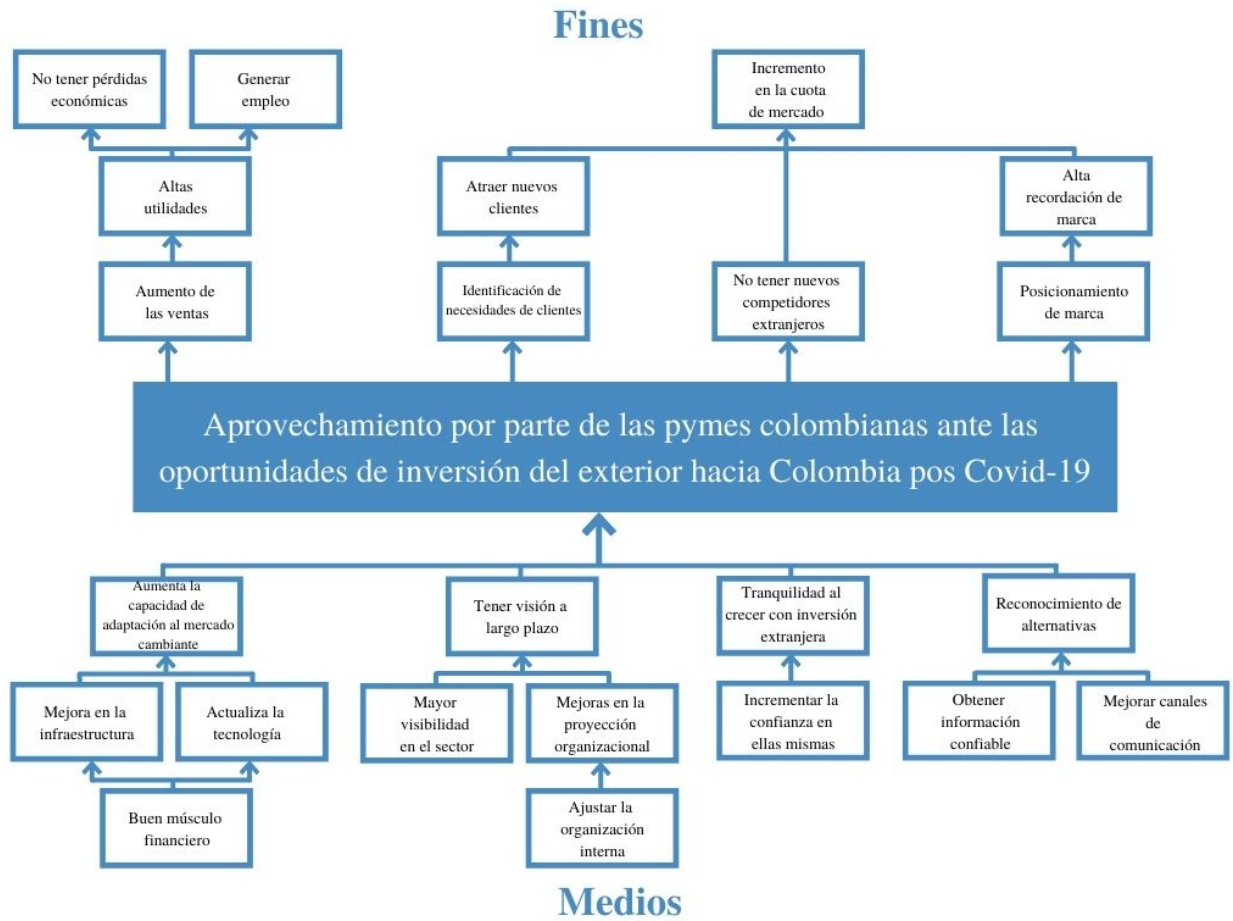 Fines
No tener pérdidas
económicas
Generar
empleo
Incremento
en la cuota
de mercado
Altas
utilidades
Atraer nuevos
clientes
Alta
recordación de
marca
Aumento de
las ventas
Identificación de
necesidades de clientes
No tener nuevos
competidores
extranjeros
Posicionamiento
de marca
Aprovechamiento por parte de las pymes colombianas ante las
oportunidades de inversión del exterior hacia Colombia pos Covid-19
Aumenta la
capacidad de
adaptación al mercado
cambiante
Tener visión a
largo plazo
Tranquilidad al
crecer con inversión
extranjera
Reconocimiento de
alternativas
Mejora en la
infraestructura
Actualiza la
tecnología
Mayor
visibilidad
en el sector
Mejoras en la
proyección
organizacional
Incrementar la
confianza en
ellas mismas
Obtener
información
confiable
Mejorar canales
de
comunicación
Buen músculo
financiero
Ajustar la
organización
interna
Medios